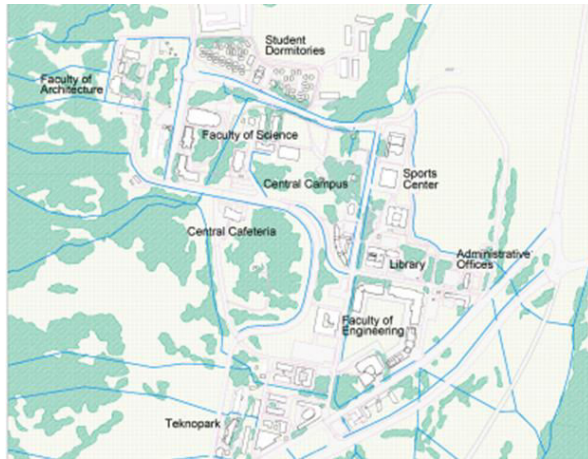 Student
Dormitories
Faculty of
Architecture
Faculty of Science
Central Campus
Sports
Center
Central Cafeteria
Library
Administrative
Offices
Faculty of
Engineering
Teknopark